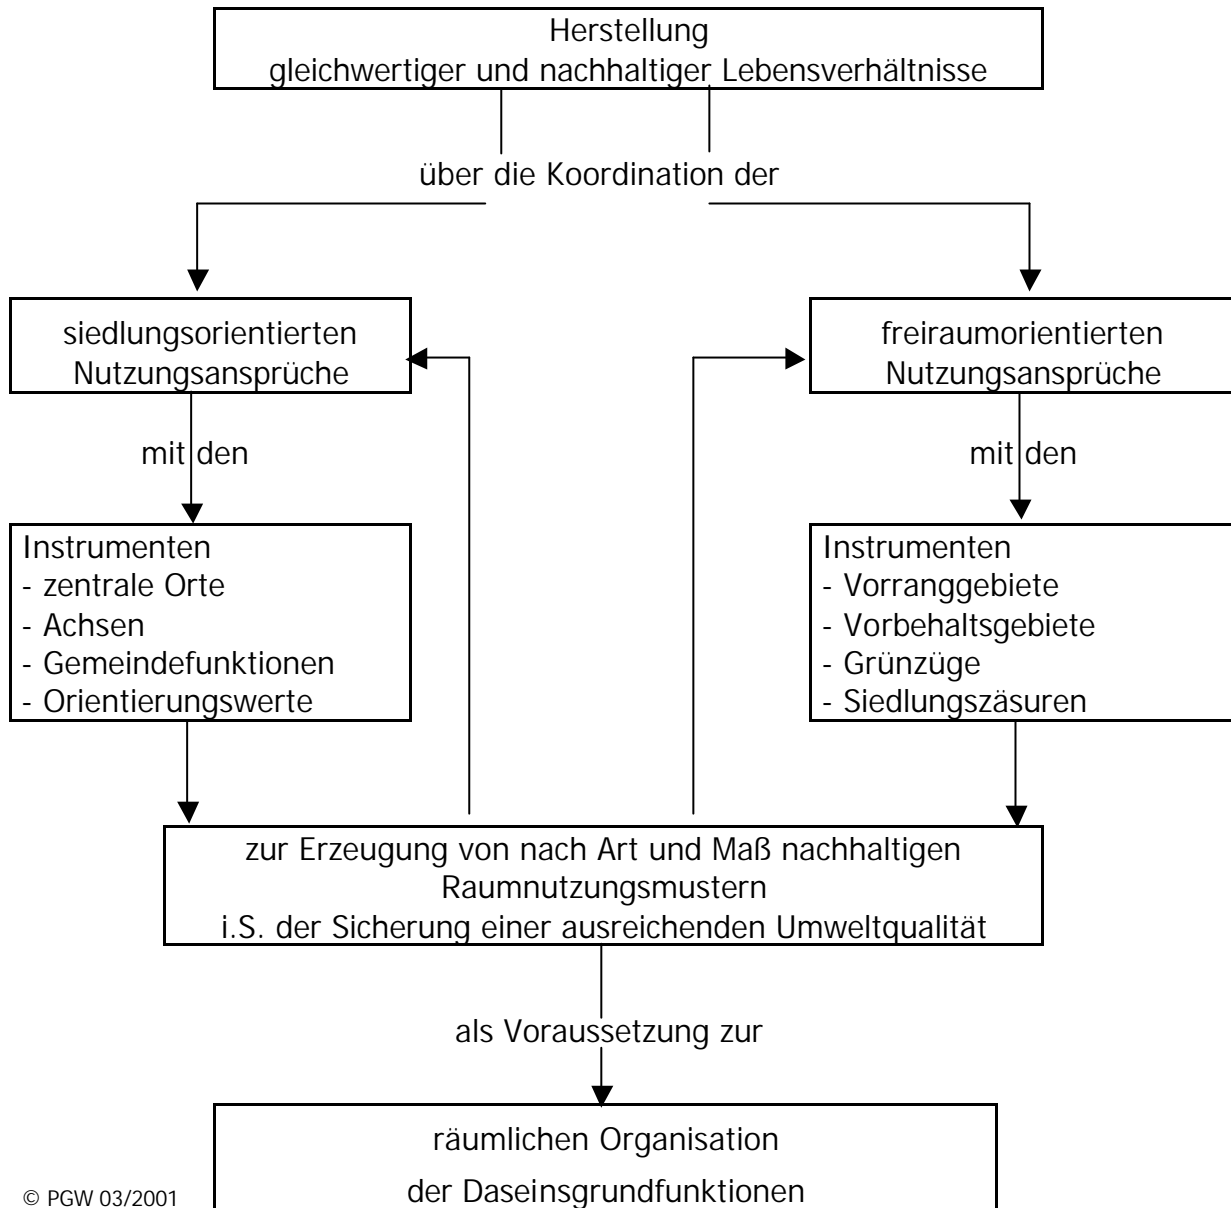 Herstellung
gleichwertiger und nachhaltiger Lebensverhältnisse
über die Koordination der
siedlungsorientierten
Nutzungsansprüche
freiraumorientierten
Nutzungsansprüche
mit den
mit den
Instrumenten
- zentrale Orte
- Achsen
- Gemeindefunktionen
- Orientierungswerte
Instrumenten
- Vorranggebiete
- Vorbehaltsgebiete
- Grünzüge
- Siedlungszäsuren
zur Erzeugung von nach Art und Maß nachhaltigen
Raumnutzungsmustern
i.S. der Sicherung einer ausreichenden Umweltqualität
als Voraussetzung zur
räumlichen Organisation
der Daseinsgrundfunktionen
© PGW 03/2001